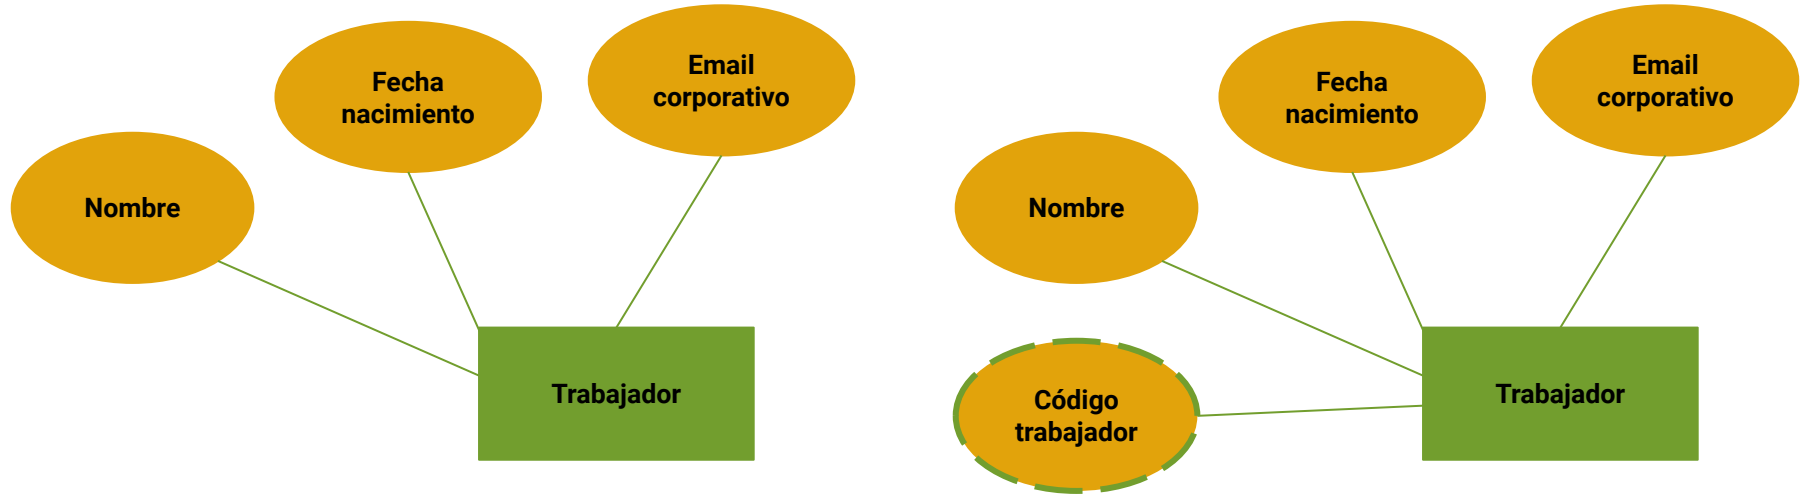 Fecha
nacimiento
Email
corporativo
Nombre
Trabajador
Fecha
nacimiento
Email
corporativo
Nombre
Código
trabajador
Trabajador